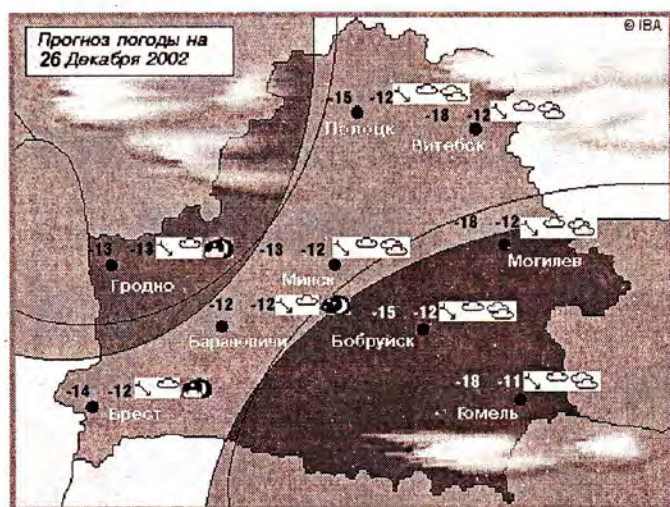 © IBA
Прогноз погоды на
26 Декабря 2002
-15 -12
Полоцк
-18 -12
Витебск
-18 -12
Могилев
-13 -13
Гродно
-13 -12
Минск
-12 -12
Барановичи
-15 -12
Бобруйск
-14 -12
Брест
-18 -11
Гомель